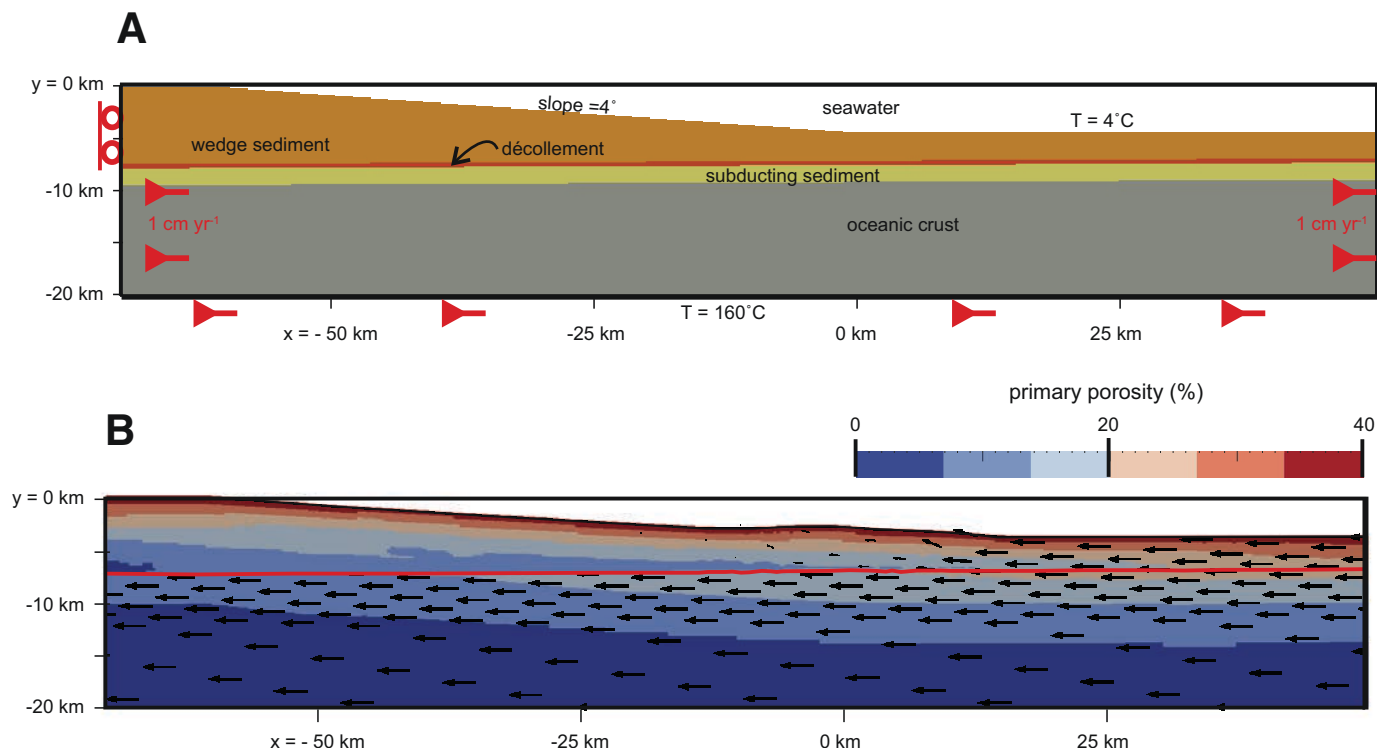 A
y = 0 km
slope =4°
seawater
T = 4°C
wedge sediment
décollement
subducting sediment
-10 km
1 cm yr-1
oceanic crust
1 cm yr-1
-20 km
T = 160°C
x = - 50 km
-25 km
0 km
25 km
primary porosity (%)
B
0
20
40
y = 0 km
-10 km
-20 km
x = - 50 km
-25 km
0 km
25 km